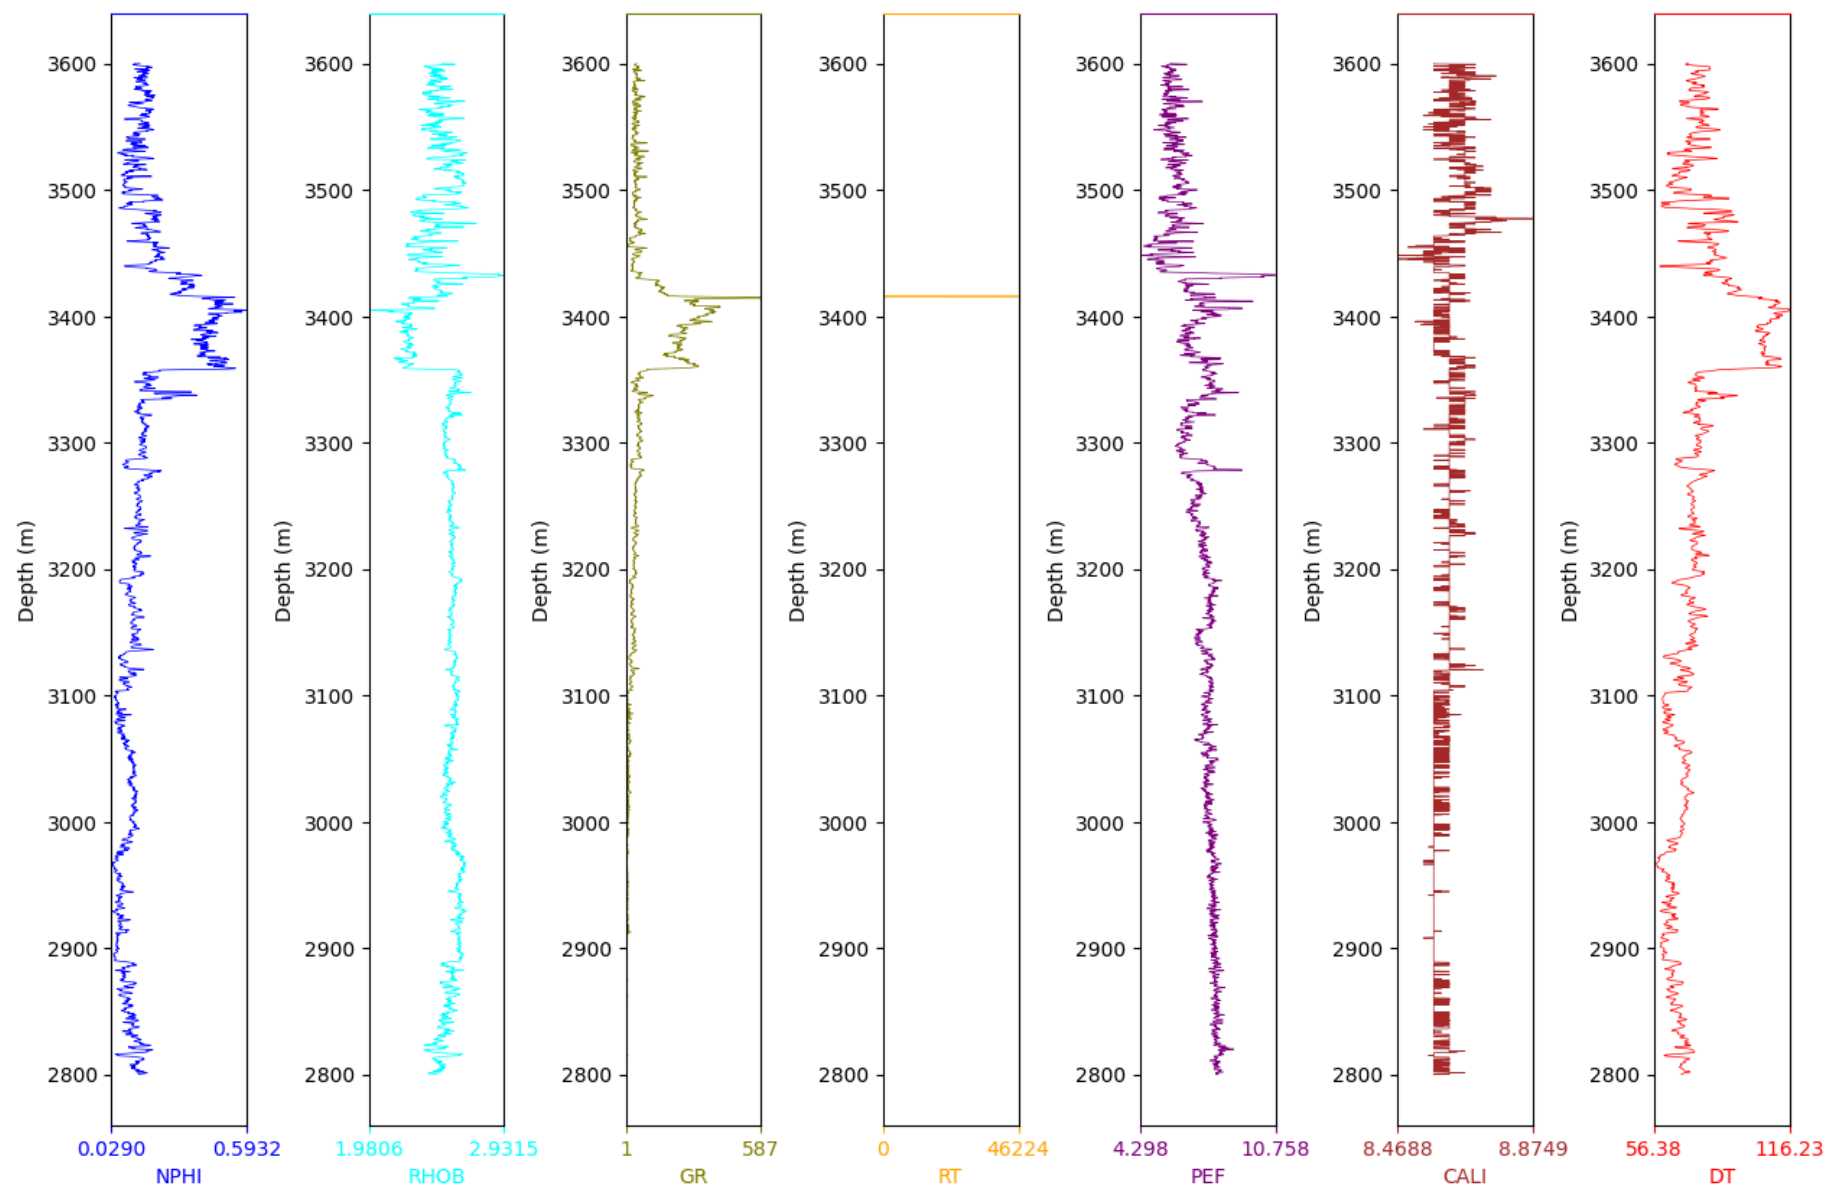 3600 3600 3600 3600 3600 3600 3600
3500 3500 3500 3500 3500 3500 3500
3400 3400 3400 3400 3400 3400 3400
3300 3300 3300 3300 3300 3300 3300
Depth (m) Depth (m) Depth (m) Depth (m) Depth (m) Depth (m) Depth (m)
3200 3200 3200 3200 3200 3200 3200
3100 3100 3100 3100 3100 3100 3100
3000 3000 3000 3000 3000 3000 3000
2900 2900 2900 2900 2900 2900 2900
2800 2800 2800 2800 2800 2800 2800
0.0290 0.5932 1.9806 2.9315 1 587 0 46224 4.298 10.758 8.4688 8.8749 56.38 116.23
NPHI RHOB GR RT PEF CALI DT